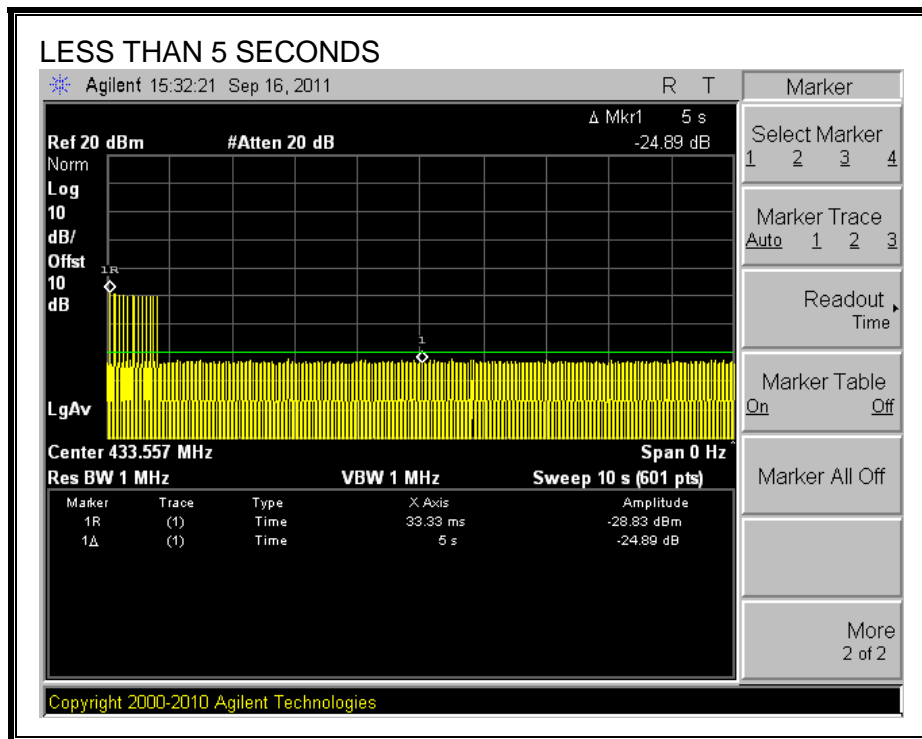 LESS THAN 5 SECONDS
Agilent 15:32:21 Sep 16, 2011 R T
Δ Mkr1 5 s
Ref 20 dBm #Atten 20 dB -24.89 dB
Norm
Log
10
dB/
Offst
10
dB
1R
1
LgAv
Center 433.557 MHz Span 0 Hz ^
Res BW 1 MHz VBW 1 MHz Sweep 10 s (601 pts)
Marker Trace Type X Axis Amplitude
1R (1) Time 33.33 ms -28.83 dBm
1Δ (1) Time 5 s -24.89 dB
Copyright 2000-2010 Agilent Technologies
Marker
Select Marker
1 2 3 4
Marker Trace
Auto 1 2 3
Readout
Time
Marker Table
On Off
Marker All Off
More
2 of 2